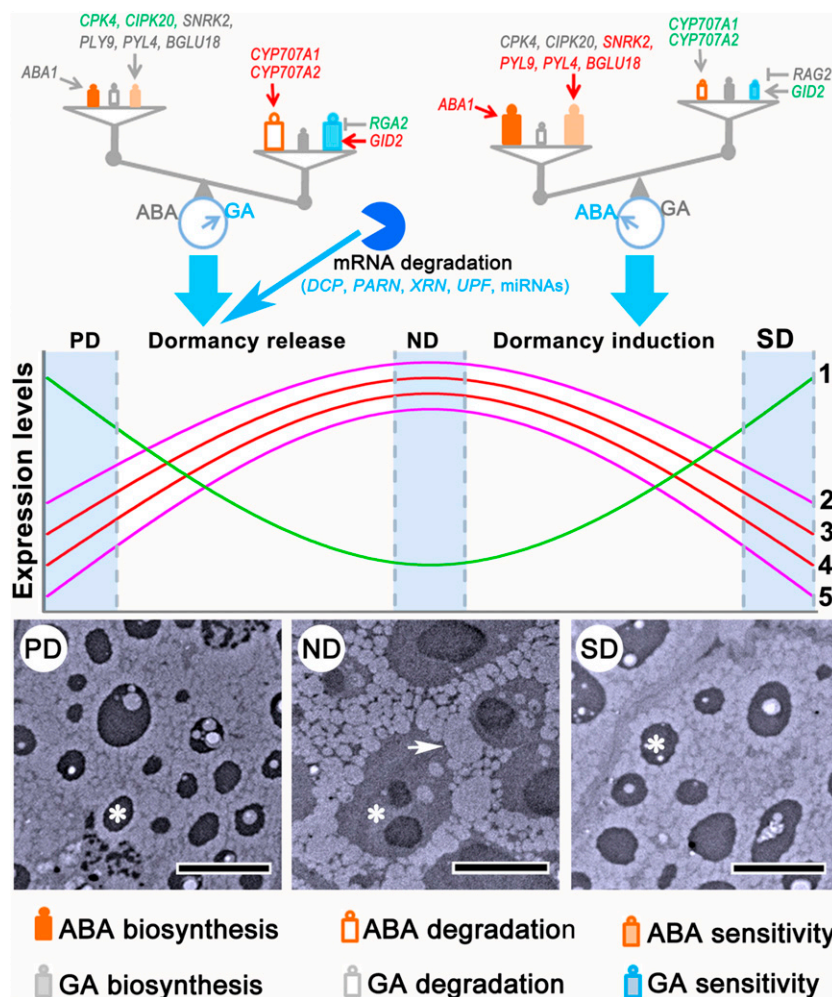 CPK4, CIPK20, SNRK2,
PLY9, PYL4, BGLU18
ABA1
CYP707A1
CYP707A2
RGA2
GID2
ABA GA
CPK4, CIPK20, SNRK2,
PYL9, PYL4, BGLU18
ABA1
CYP707A1
CYP707A2
RAG2
GID2
ABA GA
mRNA degradation
(DCP, PARN, XRN, UPF, miRNAs)
PD Dormancy release ND Dormancy induction SD
Expression levels
1
2
3
4
5
PD ND SD
* * *
ABA biosynthesis ABA degradation ABA sensitivity
GA biosynthesis GA degradation GA sensitivity